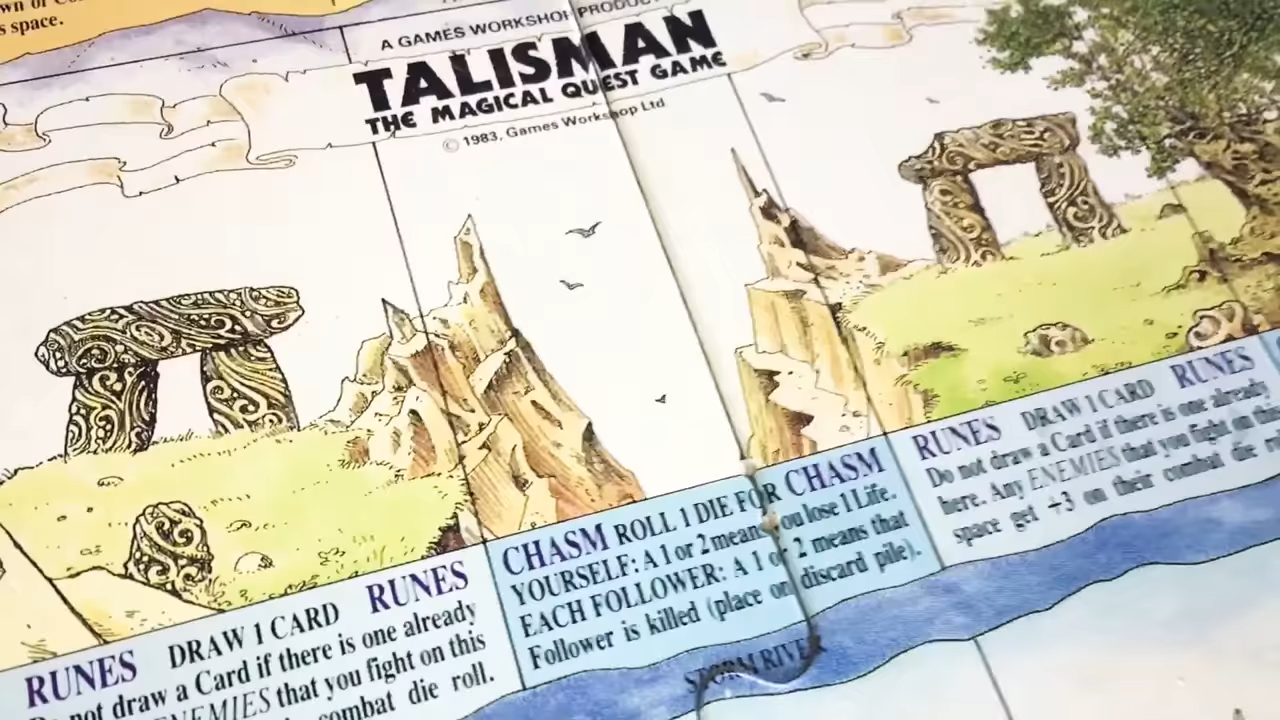 s space.
A GAMES WORKSHOP PRODUC
TALISMAN
THE MAGICAL QUEST GAME
© 1983, Games Workshop Ltd
RUNES DRAW 1 CARD RUNES
not draw a Card if there is one already
ENEMIES that you fight on this
combat die roll.
CHASM ROLL 1 DIE FOR CHASM
YOURSELF: A 1 or 2 means you lose 1 Life.
EACH FOLLOWER: A 1 or 2 means that
Follower is killed (place on discard pile).
RUNES DRAW 1 CARD RUNES
Do not draw a Card if there is one already
here. Any ENEMIES that you fight on this
space get +3 on their combat die ro
STORM RIVER